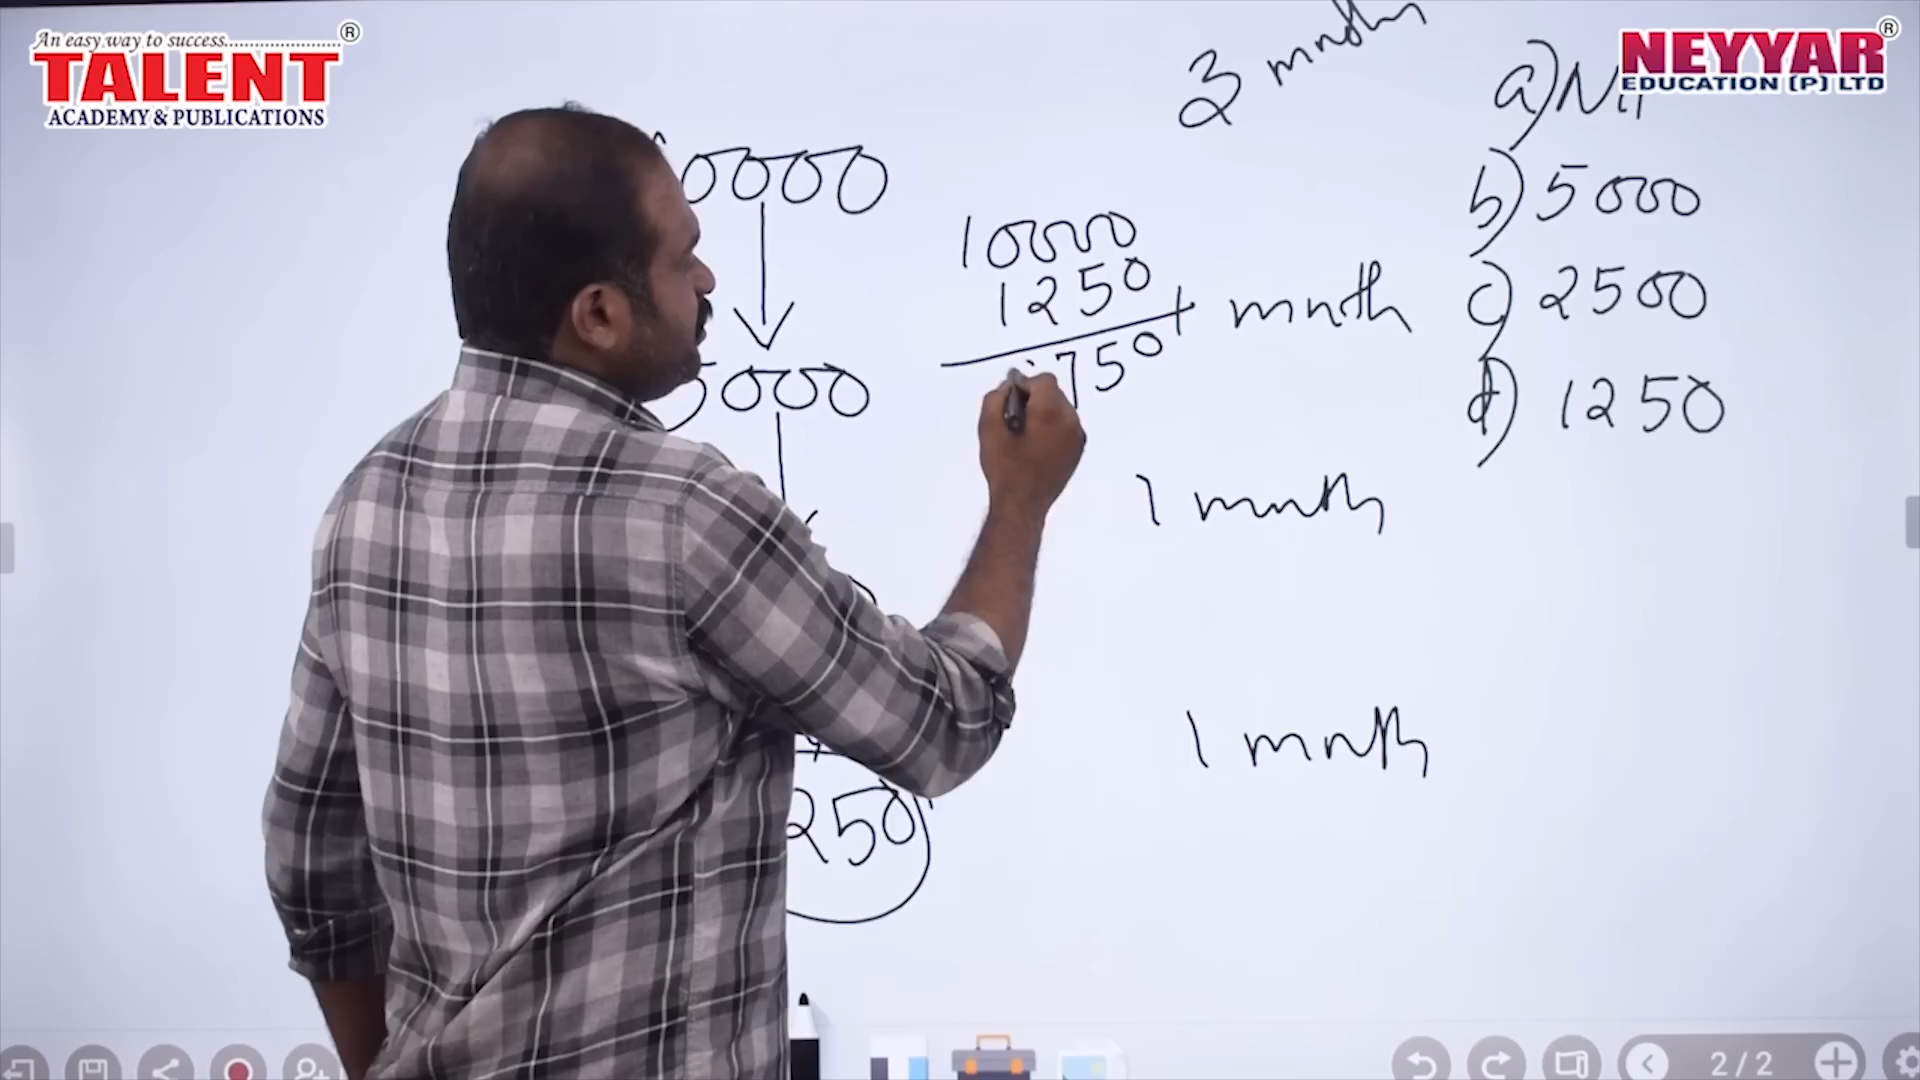 An easy way to success........................®
TALENT
ACADEMY & PUBLICATIONS
NEYYAR®
EDUCATION (P) LTD
3 mnths
a) Nil
b) 5000
c) 2500
d) 1250
0000
10000
1250
+
750
mnth
5000
1 mnth
1 mnth
250
2/2